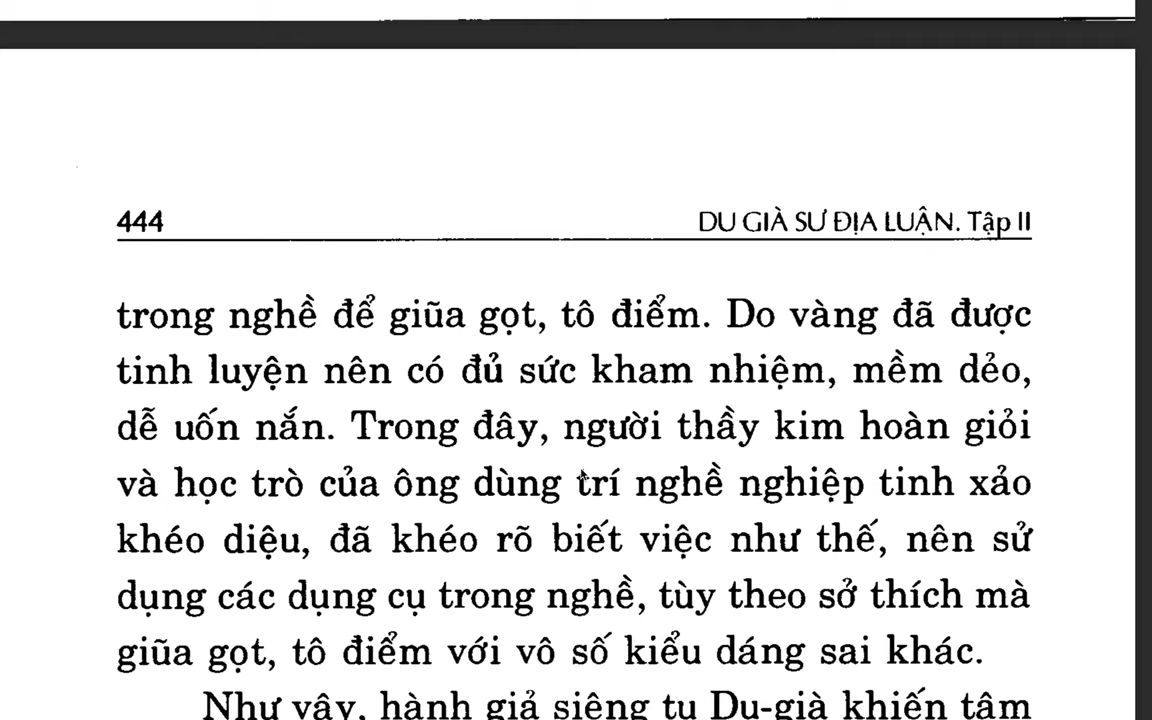 444 DU GIÀ SƯ ĐỊA LUẬN. Tập II
trong nghề để giũa gọt, tô điểm. Do vàng đã được
tinh luyện nên có đủ sức kham nhiệm, mềm dẻo,
dễ uốn nắn. Trong đây, người thầy kim hoàn giỏi
và học trò của ông dùng trí nghề nghiệp tinh xảo
khéo diệu, đã khéo rõ biết việc như thế, nên sử
dụng các dụng cụ trong nghề, tùy theo sở thích mà
giũa gọt, tô điểm với vô số kiểu dáng sai khác.
Như vậy, hành giả siêng tu Du-già khiến tâm